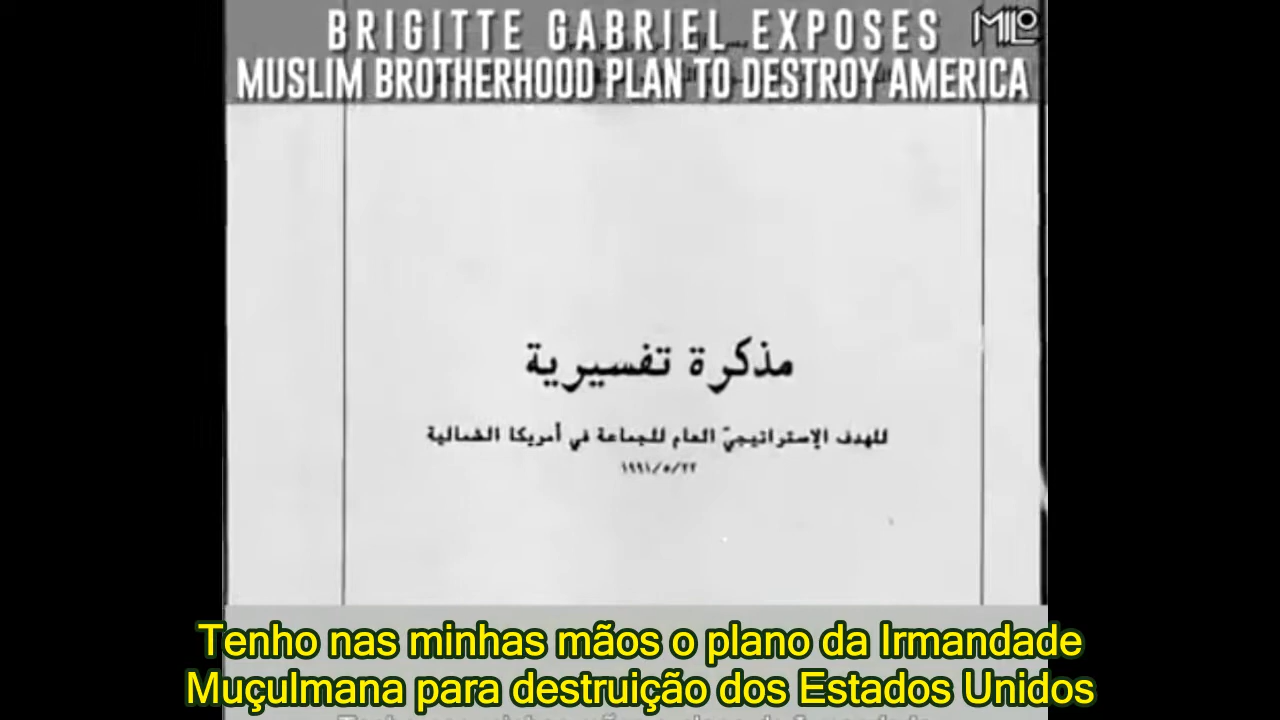 BRIGITTE GABRIEL EXPOSES
MILO
MUSLIM BROTHERHOOD PLAN TO DESTROY AMERICA
مذكرة تفسيرية
للهدف الإستراتيجيّ العام للجماعة في أمريكا الشمالية
١٩٩١/٥/٢٢
Tenho nas minhas mãos o plano da Irmandade
Muçulmana para destruição dos Estados Unidos